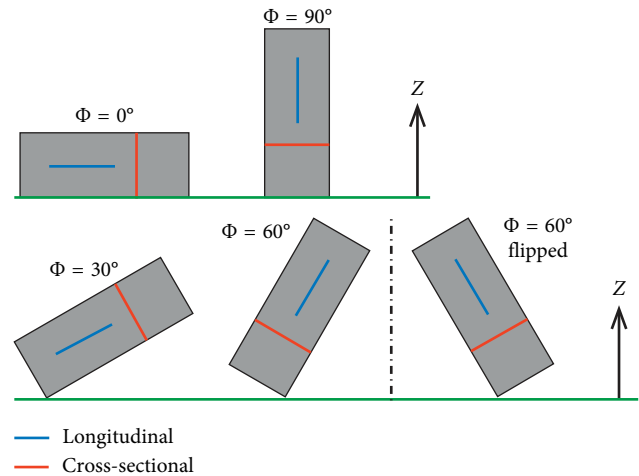 Φ = 90°
Φ = 0°
Z
Φ = 60°
Φ = 60°
flipped
Φ = 30°
Z
Longitudinal
Cross-sectional